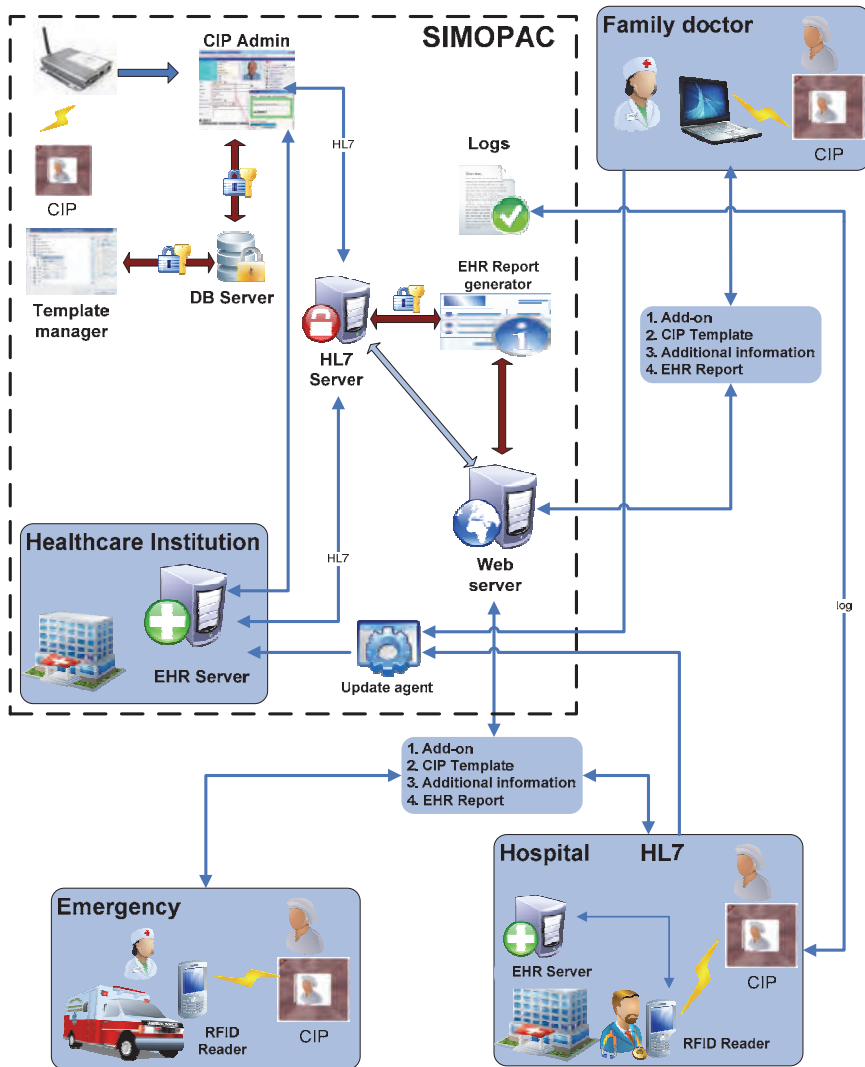 SIMOPAC
CIP Admin
CIP
Template
manager
DB Server
HL7
Logs
EHR Report
generator
HL7
Server
Web
server
HL7
Healthcare Institution
EHR Server
Update agent
Family doctor
CIP
1. Add-on
2. CIP Template
3. Additional information
4. EHR Report
log
1. Add-on
2. CIP Template
3. Additional information
4. EHR Report
Emergency
RFID
Reader
CIP
Hospital HL7
EHR Server
CIP
RFID Reader